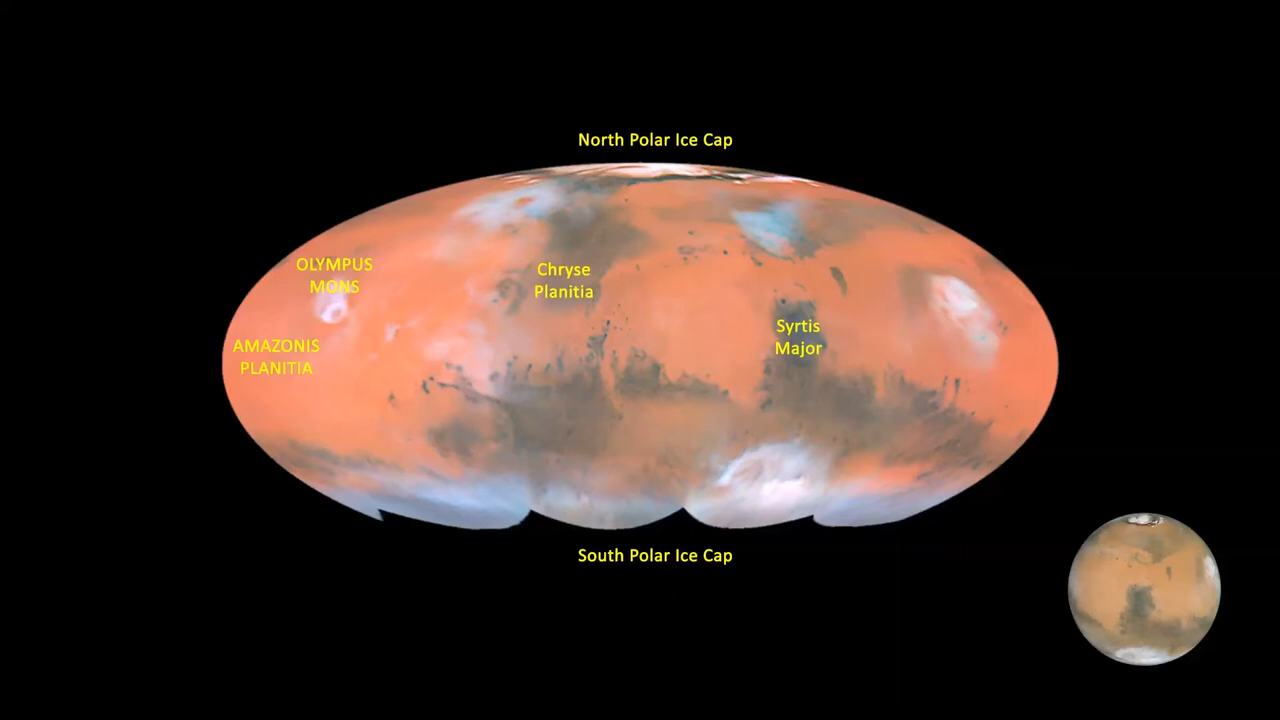 North Polar Ice Cap
OLYMPUS
MONS
Chryse
Planitia
Syrtis
Major
AMAZONIS
PLANITIA
South Polar Ice Cap